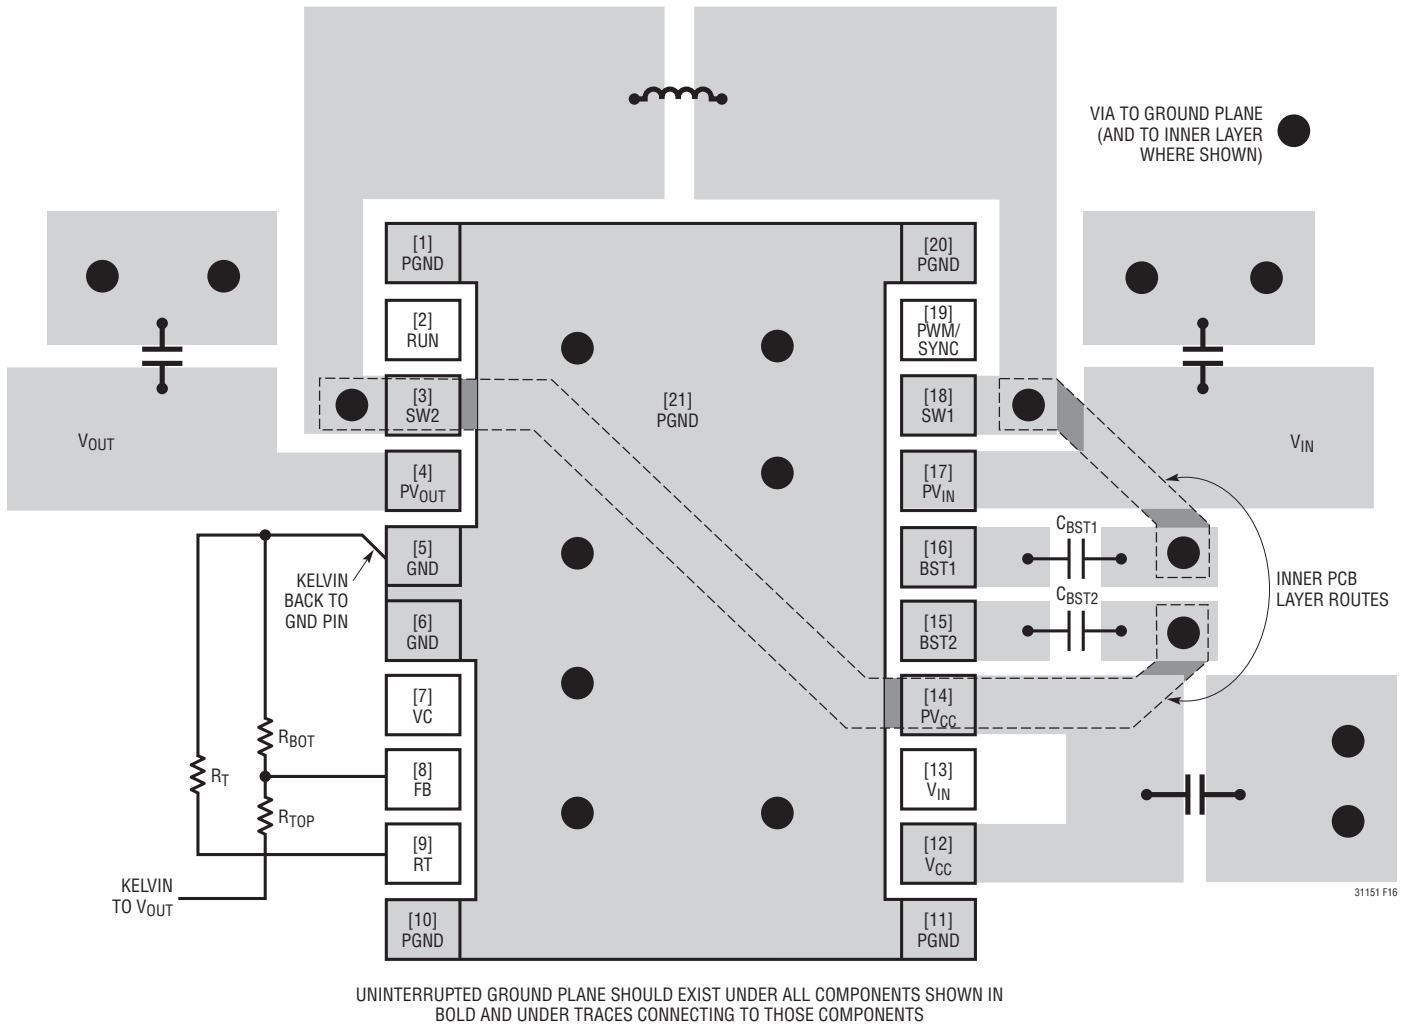 VIA TO GROUND PLANE
(AND TO INNER LAYER
WHERE SHOWN)
[1]
PGND
[20]
PGND
[2]
RUN
[19]
PWM/
SYNC
[3]
SW2
[21]
PGND
[18]
SW1
VOUT
VIN
[4]
PVOUT
[17]
PVIN
[5]
GND
[16]
BST1
CBST1
KELVIN
BACK TO
GND PIN
INNER PCB
LAYER ROUTES
[6]
GND
[15]
BST2
CBST2
[7]
VC
[14]
PVCC
RBOT
RT
[8]
FB
[13]
VIN
RTOP
[9]
RT
[12]
VCC
KELVIN
TO VOUT
31151 F16
[10]
PGND
[11]
PGND
UNINTERRUPTED GROUND PLANE SHOULD EXIST UNDER ALL COMPONENTS SHOWN IN
BOLD AND UNDER TRACES CONNECTING TO THOSE COMPONENTS